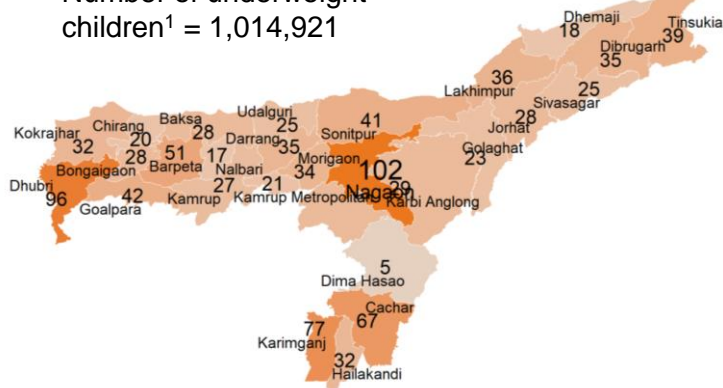 Number of underweight
children¹ = 1,014,921
Dhemaji
18
Tinsukia
39
Dibrugarh
35
36
Lakhimpur
25
Sivasagar
28
Jorhat
Golaghat
23
Udalguri
25
41
Sonitpur
Baksa
28
Chirang
20
Kokrajhar
32
Darrang
35
51
Barpeta
17
Nalbari
28
Bongaigaon
Morigaon
34
102
Nagaon
29
Karbi Anglong
Dhubri
96
42
Goalpara
27
Kamrup
21
Kamrup Metropolitan
5
Dima Hasao
Cachar
67
77
Karimganj
32
Hailakandi